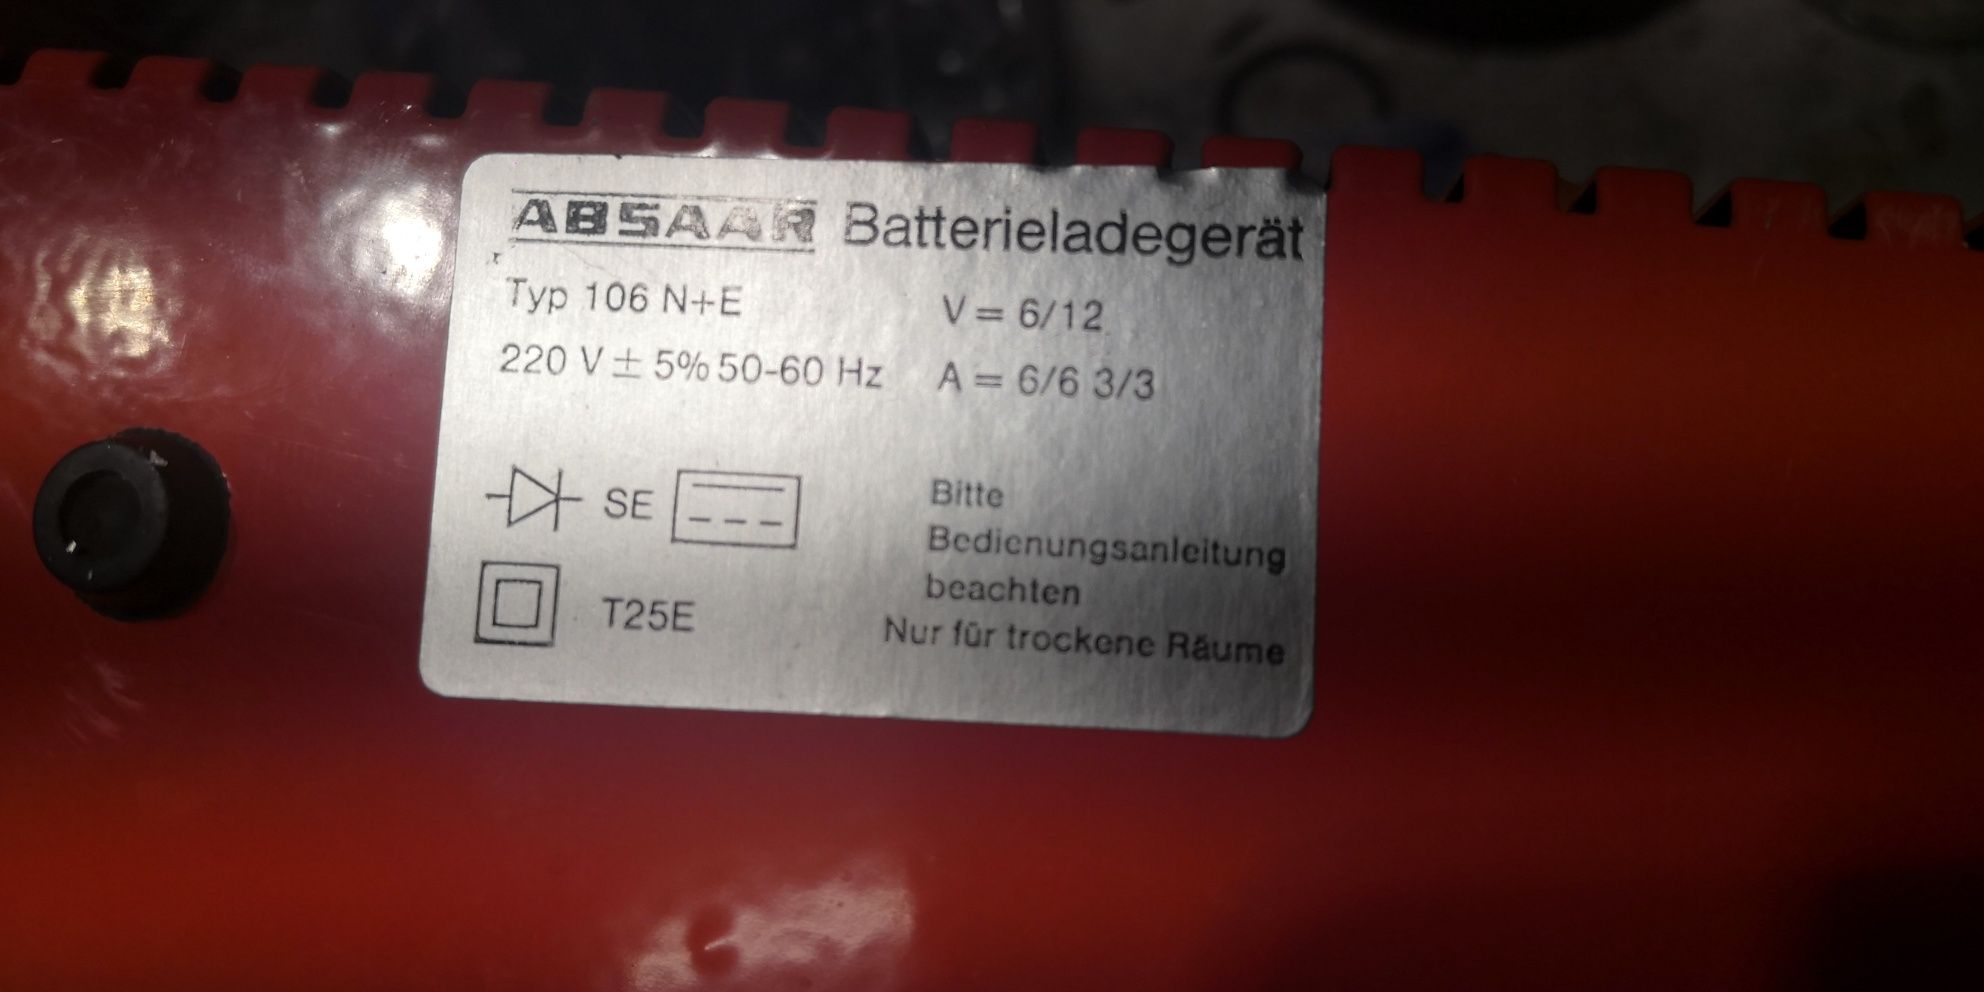 ABSAAR Batterieladegerät
Typ 106 N+E V = 6/12
220 V ± 5% 50-60 Hz A = 6/6 3/3
SE
Bitte
Bedienungsanleitung
beachten
T25E
Nur für trockene Räume